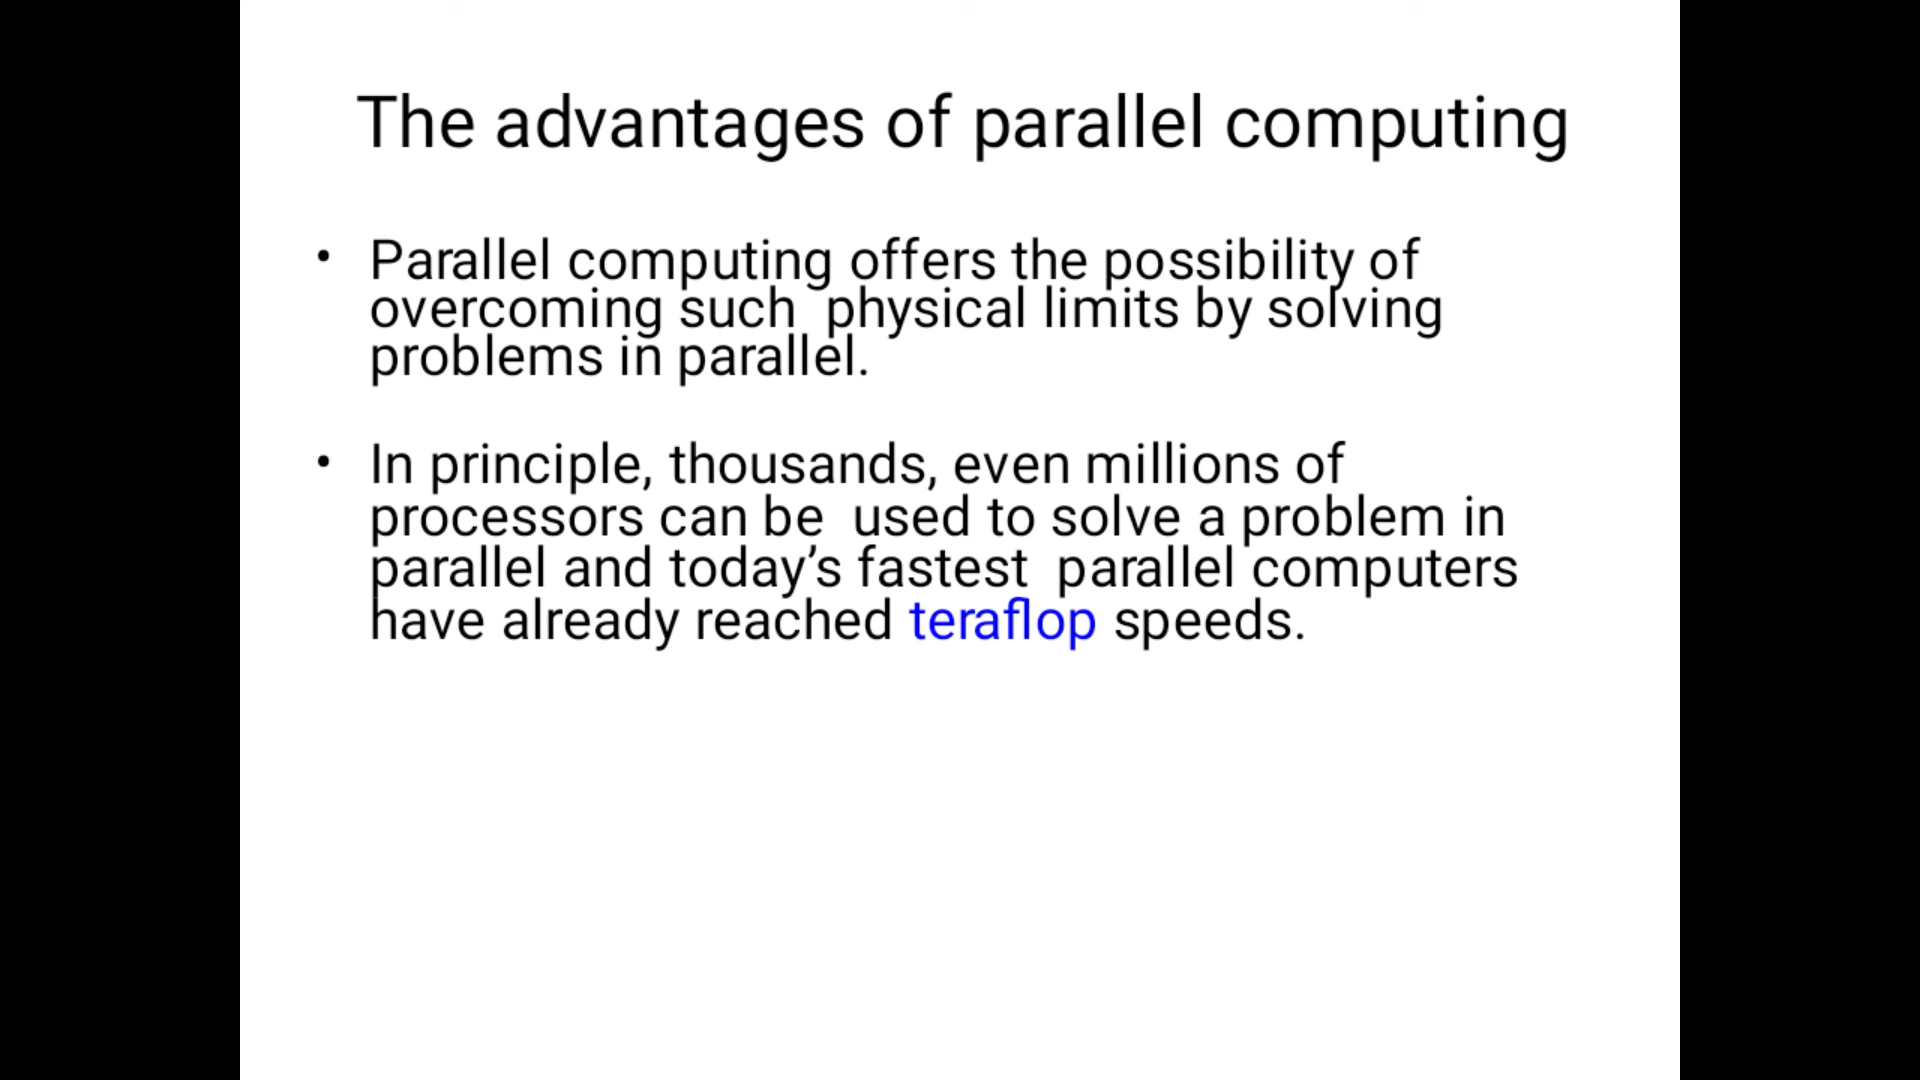 The advantages of parallel computing
• Parallel computing offers the possibility of
overcoming such  physical limits by solving
problems in parallel.
• In principle, thousands, even millions of
processors can be  used to solve a problem in
parallel and today’s fastest  parallel computers
have already reached teraflop speeds.